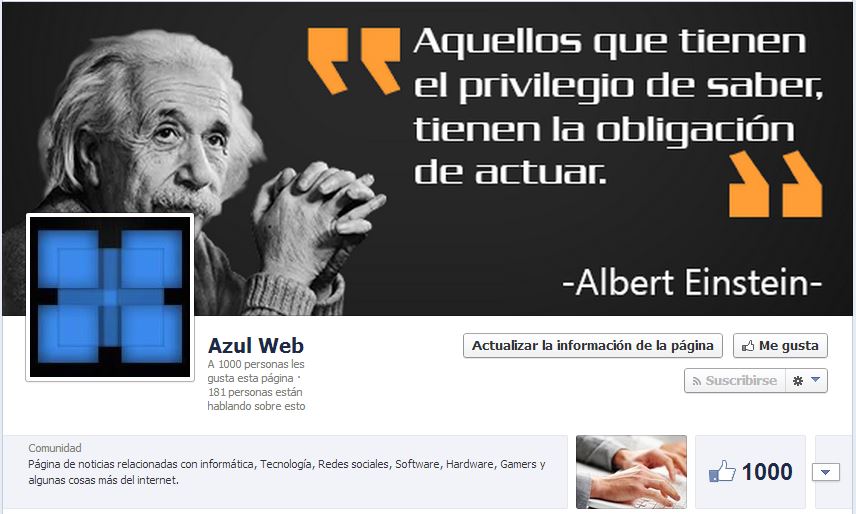 Aquellos que tienen
el privilegio de saber,
tienen la obligación
de actuar.
-Albert Einstein-
Azul Web
A 1000 personas les
gusta esta página ·
181 personas están
hablando sobre esto
Actualizar la información de la página
Me gusta
Suscribirse
Comunidad
Página de noticias relacionadas con informática, Tecnología, Redes sociales, Software, Hardware, Gamers y
algunas cosas más del internet.
1000